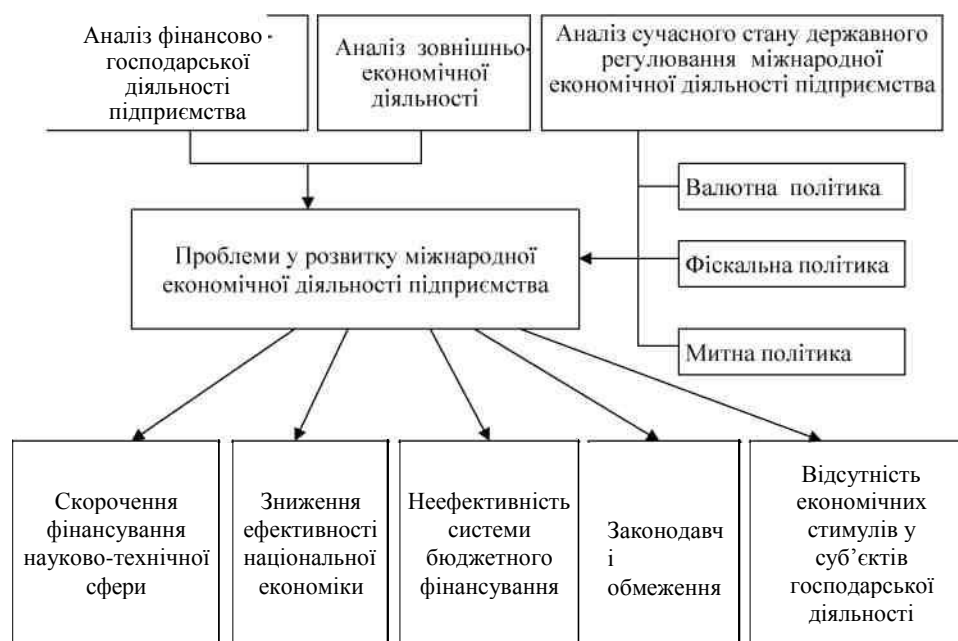 Аналіз фінансово -
господарської
діяльності
підприємства
Аналіз зовнішньо-
економічної
діяльності
Аналіз сучасного стану державного
регулювання міжнародної
економічної діяльності підприємства
Валютна політика
Проблеми у розвитку міжнародної
економічної діяльності підприємства
Фіскальна політика
Митна політика
Скорочення
фінансування
науково-технічної
сфери
Зниження
ефективності
національної
економіки
Неефективність
системи
бюджетного
фінансування
Законодавч
і
обмеження
Відсутність
економічних
стимулів у
суб’єктів
господарської
діяльності